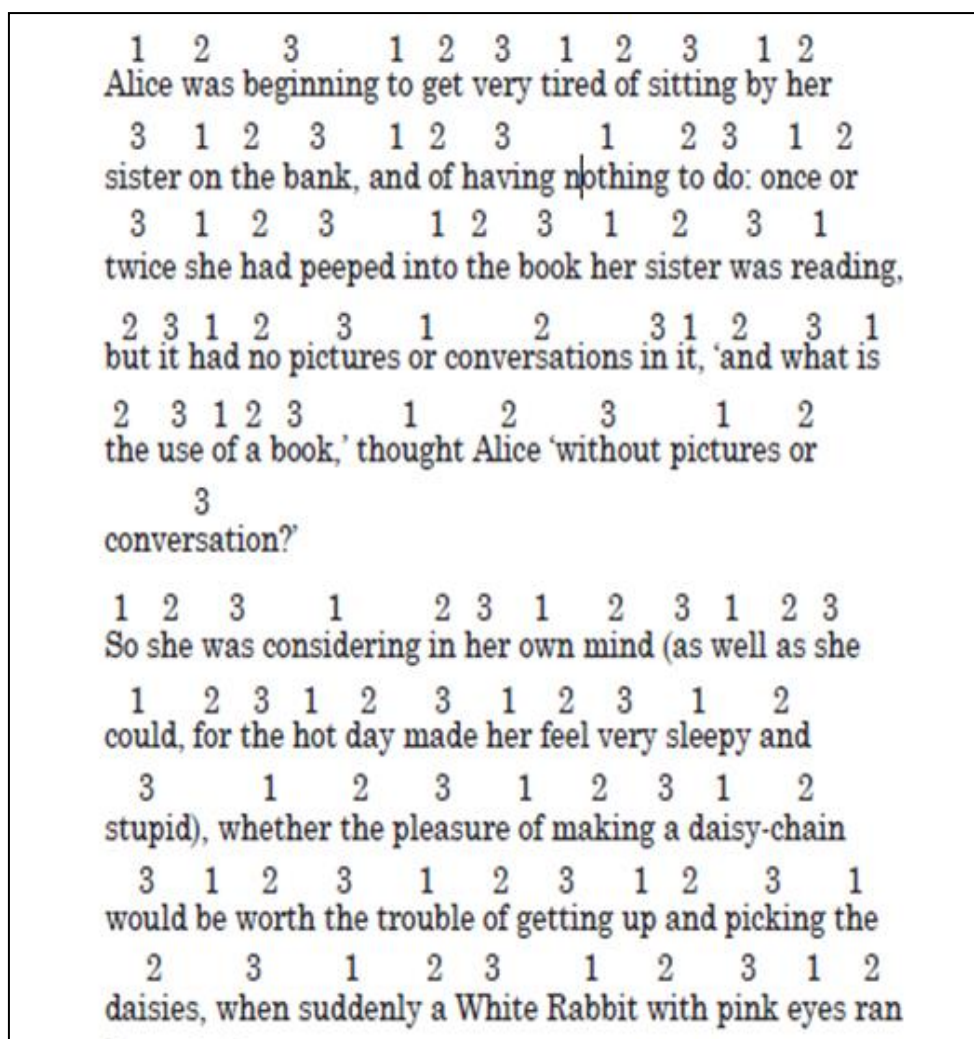 1 2 3 1 2 3 1 2 3 1 2
Alice was beginning to get very tired of sitting by her
3 1 2 3 1 2 3 1 2 3 1 2
sister on the bank, and of having nothing to do: once or
3 1 2 3 1 2 3 1 2 3 1
twice she had peeped into the book her sister was reading,
2 3 1 2 3 1 2 3 1 2 3 1
but it had no pictures or conversations in it, ‘and what is
2 3 1 2 3 1 2 3 1 2
the use of a book,’ thought Alice ‘without pictures or
3
conversation?’
1 2 3 1 2 3 1 2 3 1 2 3
So she was considering in her own mind (as well as she
1 2 3 1 2 3 1 2 3 1 2
could, for the hot day made her feel very sleepy and
3 1 2 3 1 2 3 1 2
stupid), whether the pleasure of making a daisy-chain
3 1 2 3 1 2 3 1 2 3 1
would be worth the trouble of getting up and picking the
2 3 1 2 3 1 2 3 1 2
daisies, when suddenly a White Rabbit with pink eyes ran